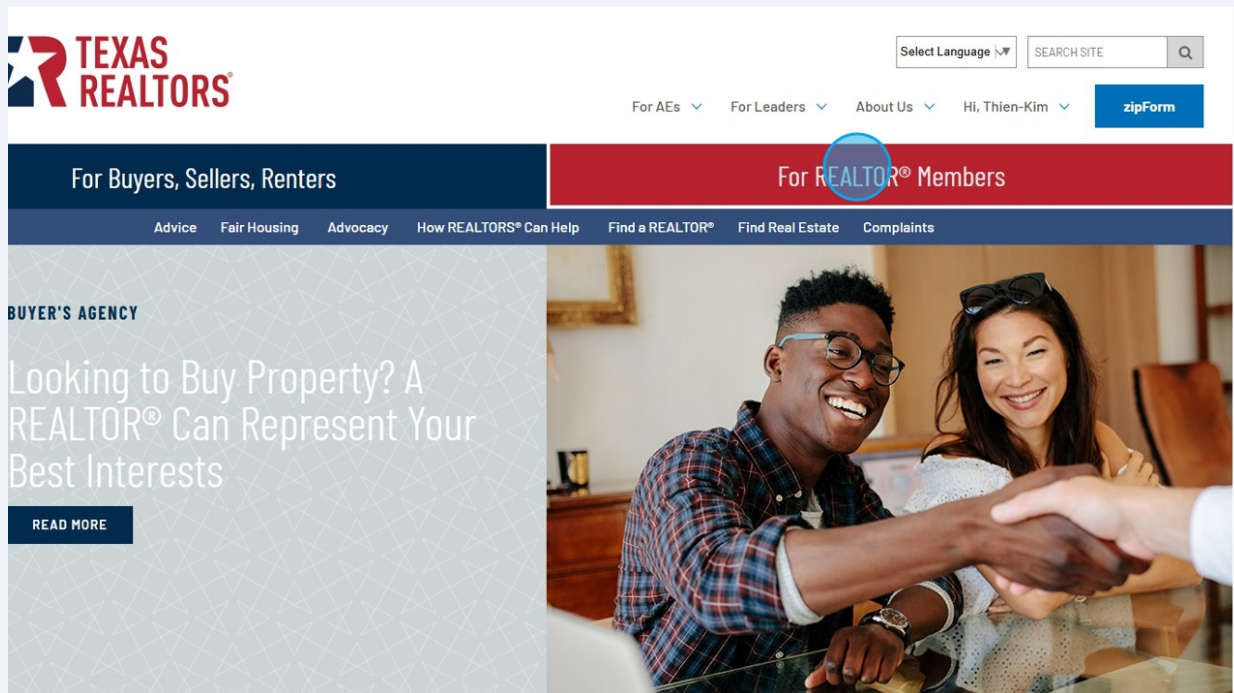 TEXAS
REALTORS®
Select Language
SEARCH SITE
For AEs
For Leaders
About Us
Hi, Thien-Kim
zipForm
For Buyers, Sellers, Renters
For REALTOR® Members
Advice Fair Housing Advocacy How REALTORS® Can Help Find a REALTOR® Find Real Estate Complaints
BUYER'S AGENCY
Looking to Buy Property? A
REALTOR® Can Represent Your
Best Interests
READ MORE